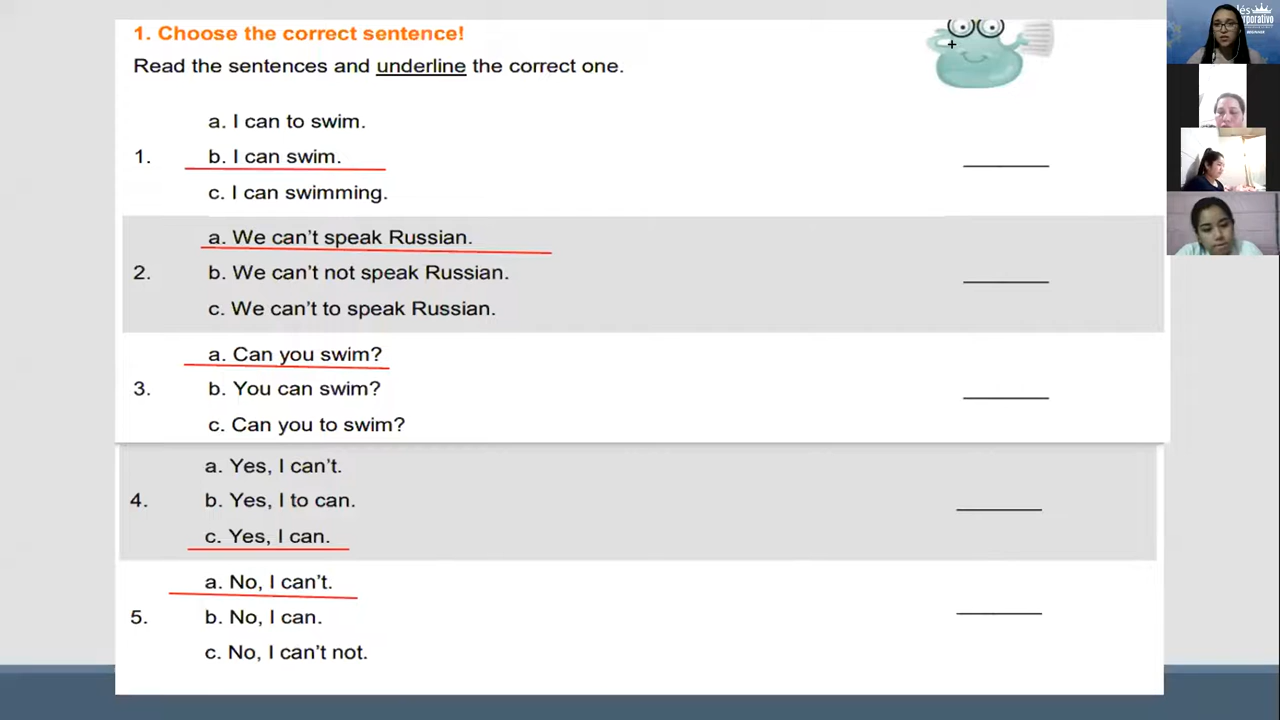 1. Choose the correct sentence!
Read the sentences and underline the correct one.
1.
a. I can to swim.
b. I can swim.
c. I can swimming.
2.
a. We can't speak Russian.
b. We can't not speak Russian.
c. We can't to speak Russian.
3.
a. Can you swim?
b. You can swim?
c. Can you to swim?
4.
a. Yes, I can't.
b. Yes, I to can.
c. Yes, I can.
5.
a. No, I can't.
b. No, I can.
c. No, I can't not.